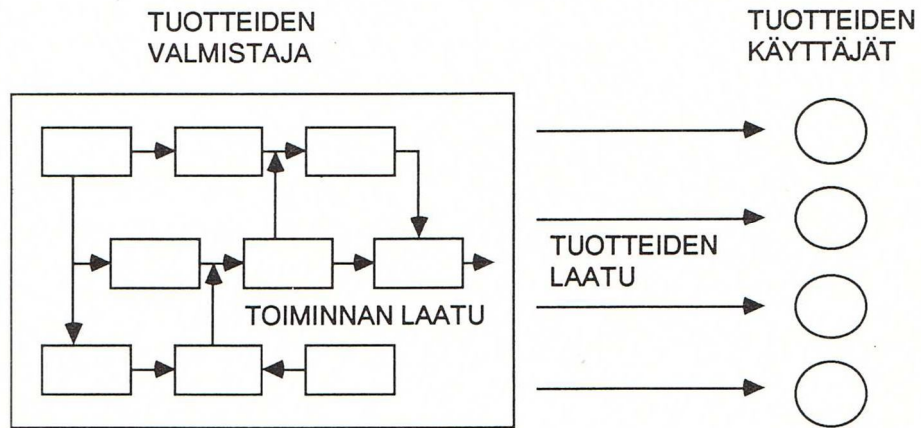 TUOTTEIDEN
VALMISTAJA
TUOTTEIDEN
KÄYTTÄJÄT
TUOTTEIDEN
LAATU
TOIMINNAN LAATU